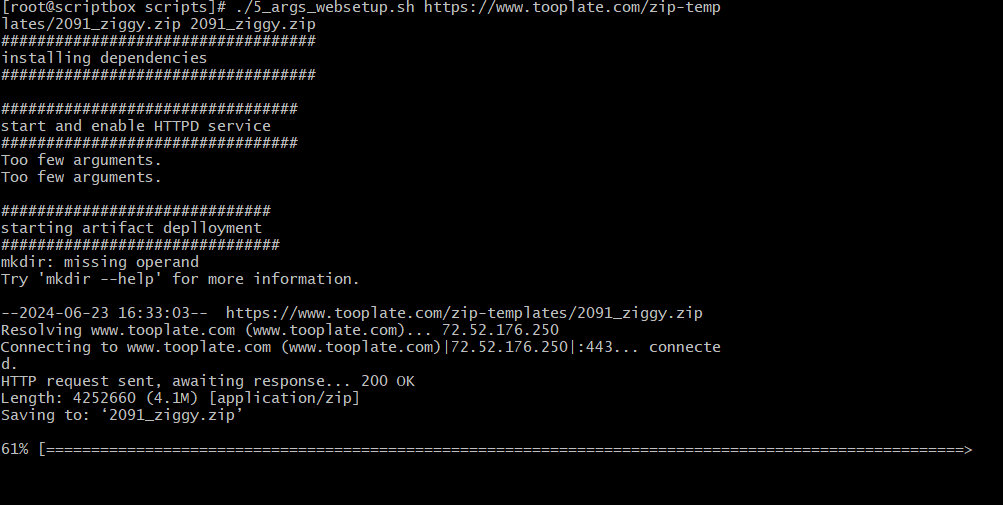 [root@scriptbox scripts]# ./5_args_websetup.sh https://www.tooplate.com/zip-temp
lates/2091_ziggy.zip 2091_ziggy.zip
###################################
installing dependencies
###################################
#################################
start and enable HTTPD service
#################################
Too few arguments.
Too few arguments.
##############################
starting artifact deplloyment
###############################
mkdir: missing operand
Try 'mkdir --help' for more information.
--2024-06-23 16:33:03--  https://www.tooplate.com/zip-templates/2091_ziggy.zip
Resolving www.tooplate.com (www.tooplate.com)... 72.52.176.250
Connecting to www.tooplate.com (www.tooplate.com)|72.52.176.250|:443... connecte
d.
HTTP request sent, awaiting response... 200 OK
Length: 4252660 (4.1M) [application/zip]
Saving to: ‘2091_ziggy.zip’
61% [======================================================================================================>